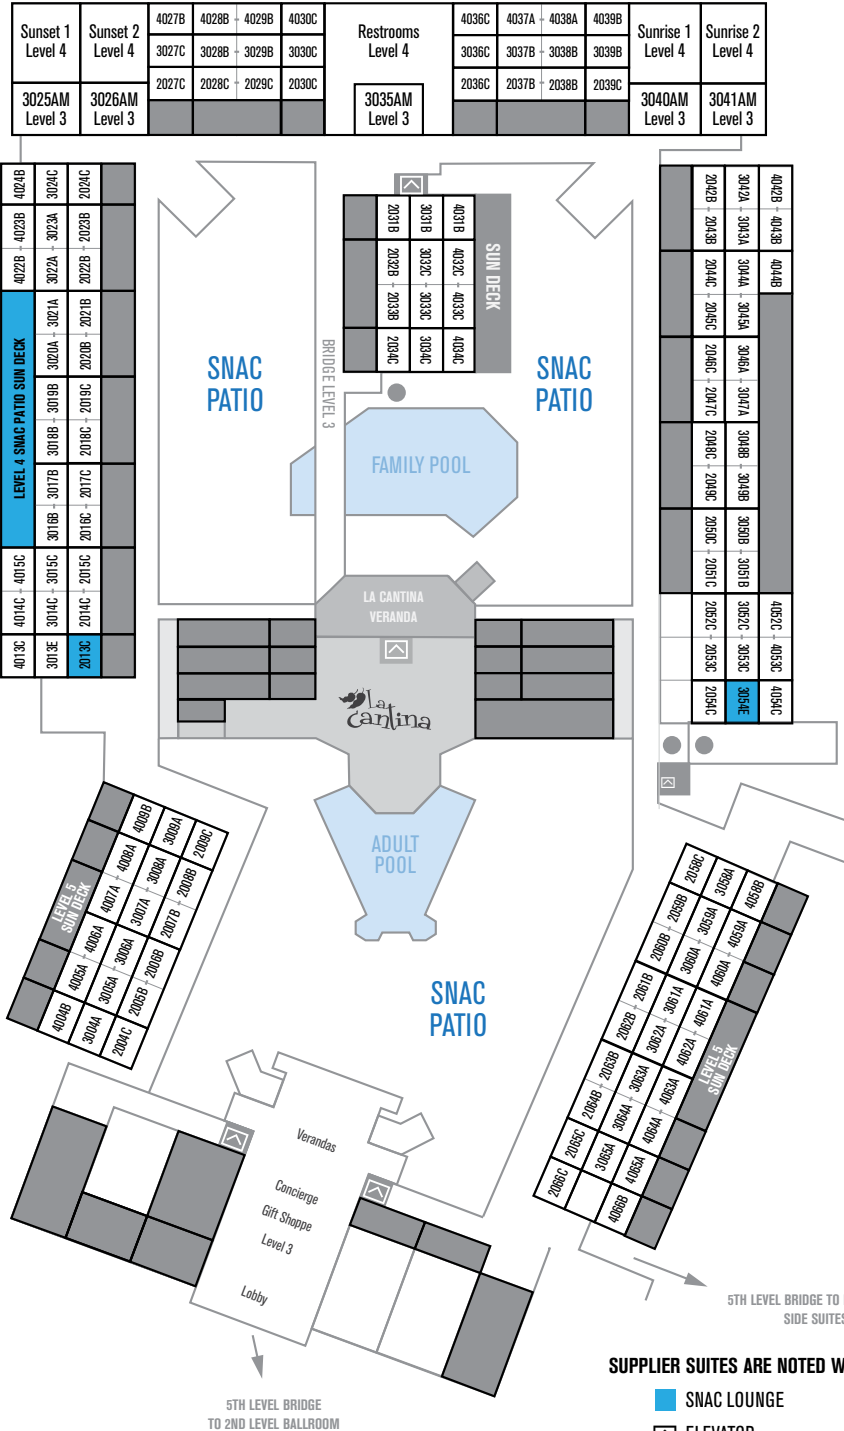 Sunset 1
Level 4
Sunset 2
Level 4
4027B
4028B - 4029B
4030C
Restrooms
Level 4
4036C
4037A - 4038A
4039B
Sunrise 1
Level 4
Sunrise 2
Level 4
3027C
3028B - 3029B
3030C
3036C
3037B - 3038B
3039B
2027C
2028C - 2029C
2030C
2036C
2037B - 2038B
2039C
3025AM
Level 3
3026AM
Level 3
3035AM
Level 3
3040AM
Level 3
3041AM
Level 3
4024B
3024C
2024C
4022B - 4023B
3022A - 3023A
2022B - 2023B
LEVEL 4 SNAC PATIO SUN DECK
3020A - 3021A
2020B - 2021B
3018B - 3019B
2018C - 2019C
3016B - 3017B
2016C - 2017C
4014C - 4015C
3014C - 3015C
2014C - 2015C
4013C
3013E
2013C
2031B
3031B
4031B
2032B - 2033B
3032C - 3033C
4032C - 4033C
2034C
3034C
4034C
SUN DECK
BRIDGE LEVEL 3
SNAC
PATIO
SNAC
PATIO
FAMILY POOL
2042B - 2043B
3042A - 3043A
4042B - 4043B
2044C - 2045C
3044A - 3045A
4044B
2046C - 2047C
3046A - 3047A
2048C - 2049C
3048B - 3049B
2050C - 2051C
3050B - 3051B
2052C - 2053C
3052C - 3053C
4052C - 4053C
2054C
3054E
4054C
LA CANTINA
VERANDA
La
Cantina
ADULT
POOL
SNAC
PATIO
4009B
3009A
2009C
4007A - 4008A
3007A - 3008A
2007B - 2008B
4005A - 4006A
3005A - 3006A
2005B - 2006B
4004B
3004A
2004C
LEVEL 5
SUN DECK
2058C
3058A
4058B
2059B - 2060B
3059A - 3060A
4059A - 4060A
2061B - 2062B
3061A - 3062A
4061A - 4062A
2063B - 2064B
3063A - 3064A
4063A - 4064A
2065C
3065A
4065A
2066C
4066B
LEVEL 5
SUN DECK
Verandas
Concierge
Gift Shoppe
Level 3
Lobby
5TH LEVEL BRIDGE
TO 2ND LEVEL BALLROOM
5TH LEVEL BRIDGE TO
SIDE SUITES
SUPPLIER SUITES ARE NOTED W
SNAC LOUNGE
ELEVATOR